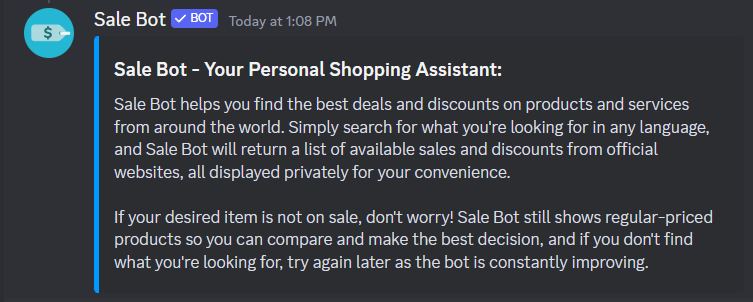 Sale Bot ✓ BOT Today at 1:08 PM
Sale Bot - Your Personal Shopping Assistant:
Sale Bot helps you find the best deals and discounts on products and services
from around the world. Simply search for what you're looking for in any language,
and Sale Bot will return a list of available sales and discounts from official
websites, all displayed privately for your convenience.
If your desired item is not on sale, don't worry! Sale Bot still shows regular-priced
products so you can compare and make the best decision, and if you don't find
what you're looking for, try again later as the bot is constantly improving.